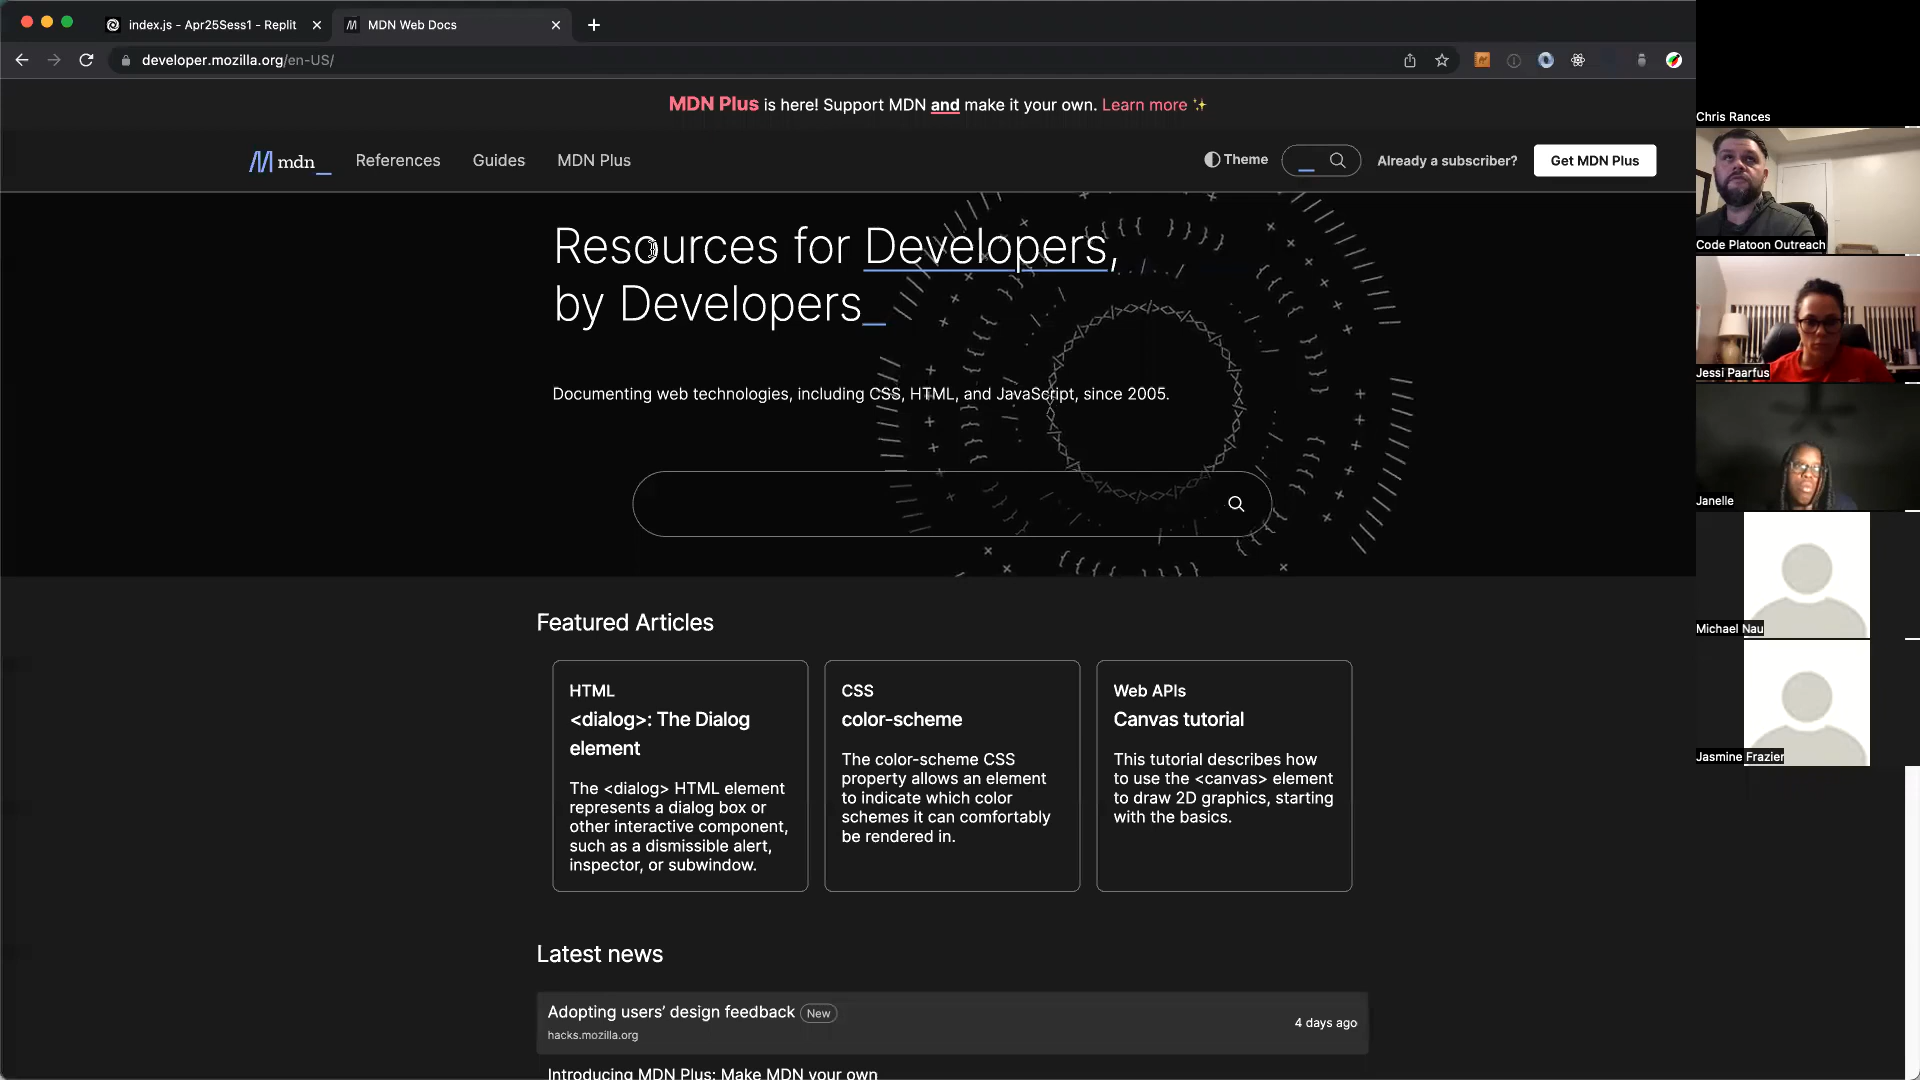 index.js - Apr25Sess1 - Replit
MDN Web Docs
developer.mozilla.org/en-US/
MDN Plus is here! Support MDN and make it your own. Learn more ✨
mdn_
References
Guides
MDN Plus
Theme
Already a subscriber?
Get MDN Plus
Resources for Developers,
by Developers_
Documenting web technologies, including CSS, HTML, and JavaScript, since 2005.
Featured Articles
HTML
<dialog>: The Dialog
element
The <dialog> HTML element
represents a dialog box or
other interactive component,
such as a dismissible alert,
inspector, or subwindow.
CSS
color-scheme
The color-scheme CSS
property allows an element
to indicate which color
schemes it can comfortably
be rendered in.
Web APIs
Canvas tutorial
This tutorial describes how
to use the <canvas> element
to draw 2D graphics, starting
with the basics.
Latest news
Adopting users’ design feedback New
hacks.mozilla.org
4 days ago
Introducing MDN Plus: Make MDN your own
Chris Rances
Code Platoon Outreach
Jessi Paarfus
Janelle
Michael Nau
Jasmine Frazier